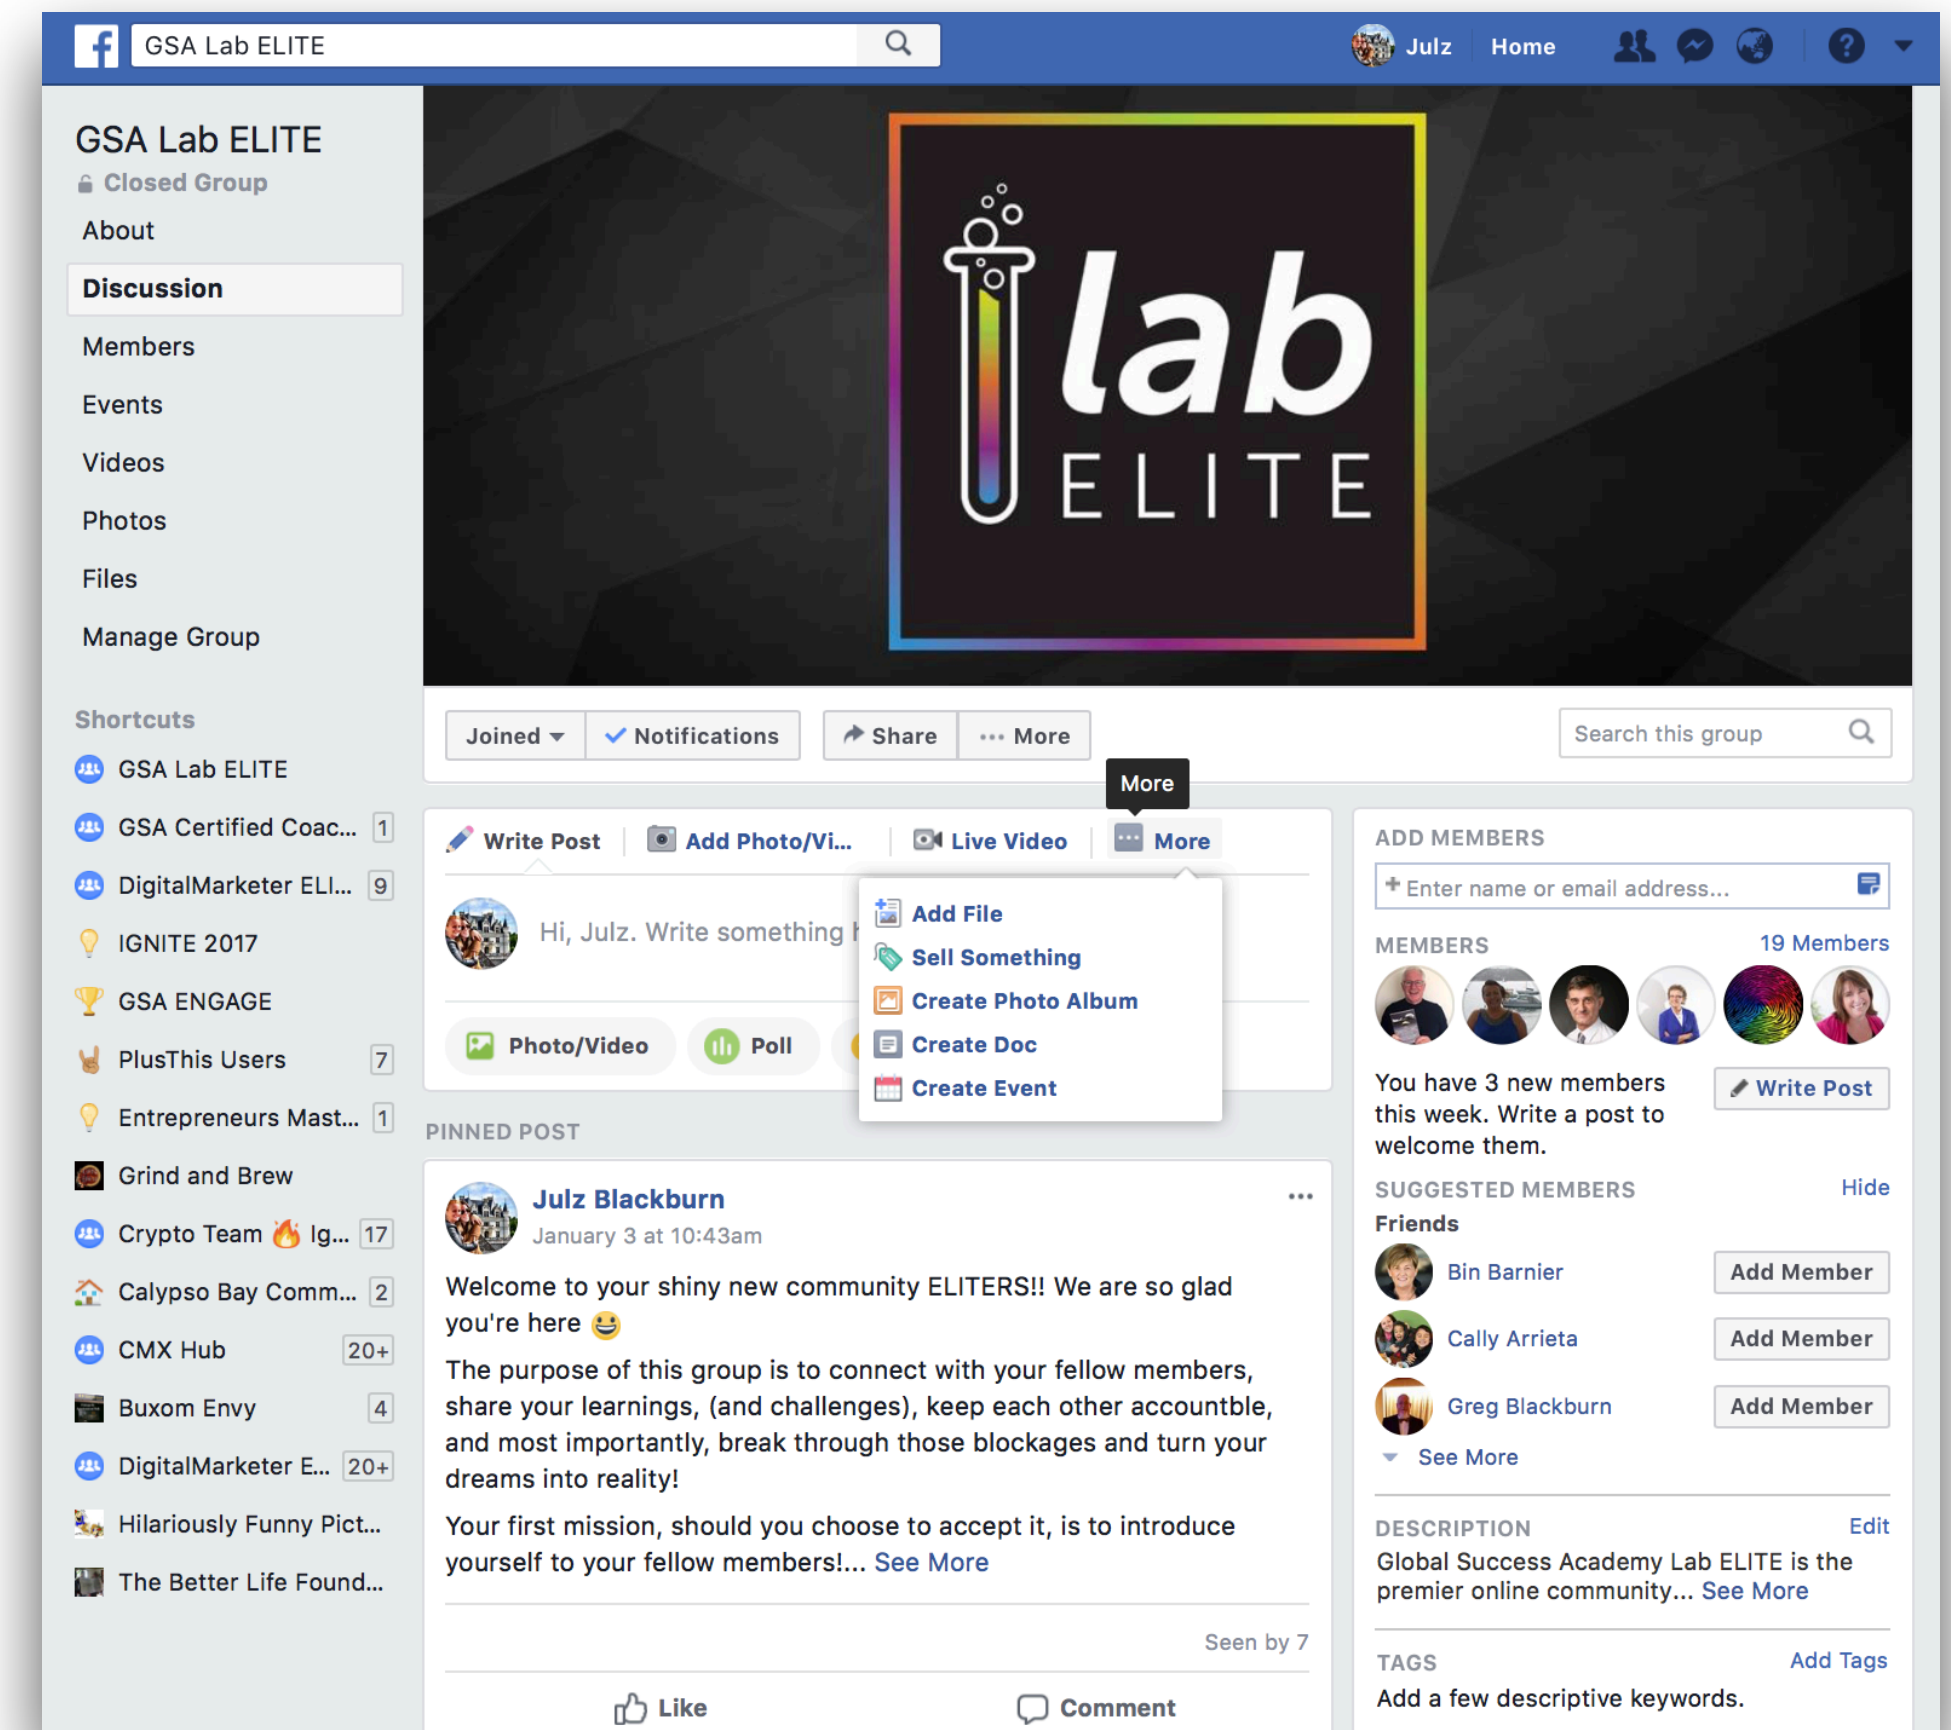 GSA Lab ELITE
Julz
Home
GSA Lab ELITE
Closed Group
About
Discussion
Members
Events
Videos
Photos
Files
Manage Group
Shortcuts
GSA Lab ELITE
GSA Certified Coac... 1
DigitalMarketer ELI... 9
IGNITE 2017
GSA ENGAGE
PlusThis Users 7
Entrepreneurs Mast... 1
Grind and Brew
Crypto Team 🔥 Ig... 17
Calypso Bay Comm... 2
CMX Hub 20+
Buxom Envy 4
DigitalMarketer E... 20+
Hilariously Funny Pict...
The Better Life Found...
lab
ELITE
Joined
Notifications
Share
More
Search this group
More
Write Post
Add Photo/Vi...
Live Video
More
Hi, Julz. Write something
Add File
Sell Something
Create Photo Album
Create Doc
Create Event
Photo/Video
Poll
PINNED POST
Julz Blackburn
January 3 at 10:43am
Welcome to your shiny new community ELITERS!! We are so glad
you're here 😀
The purpose of this group is to connect with your fellow members,
share your learnings, (and challenges), keep each other accountble,
and most importantly, break through those blockages and turn your
dreams into reality!
Your first mission, should you choose to accept it, is to introduce
yourself to your fellow members!... See More
Seen by 7
Like
Comment
ADD MEMBERS
+ Enter name or email address...
MEMBERS
19 Members
You have 3 new members
this week. Write a post to
welcome them.
Write Post
SUGGESTED MEMBERS
Hide
Friends
Bin Barnier
Add Member
Cally Arrieta
Add Member
Greg Blackburn
Add Member
See More
DESCRIPTION
Edit
Global Success Academy Lab ELITE is the
premier online community... See More
TAGS
Add Tags
Add a few descriptive keywords.